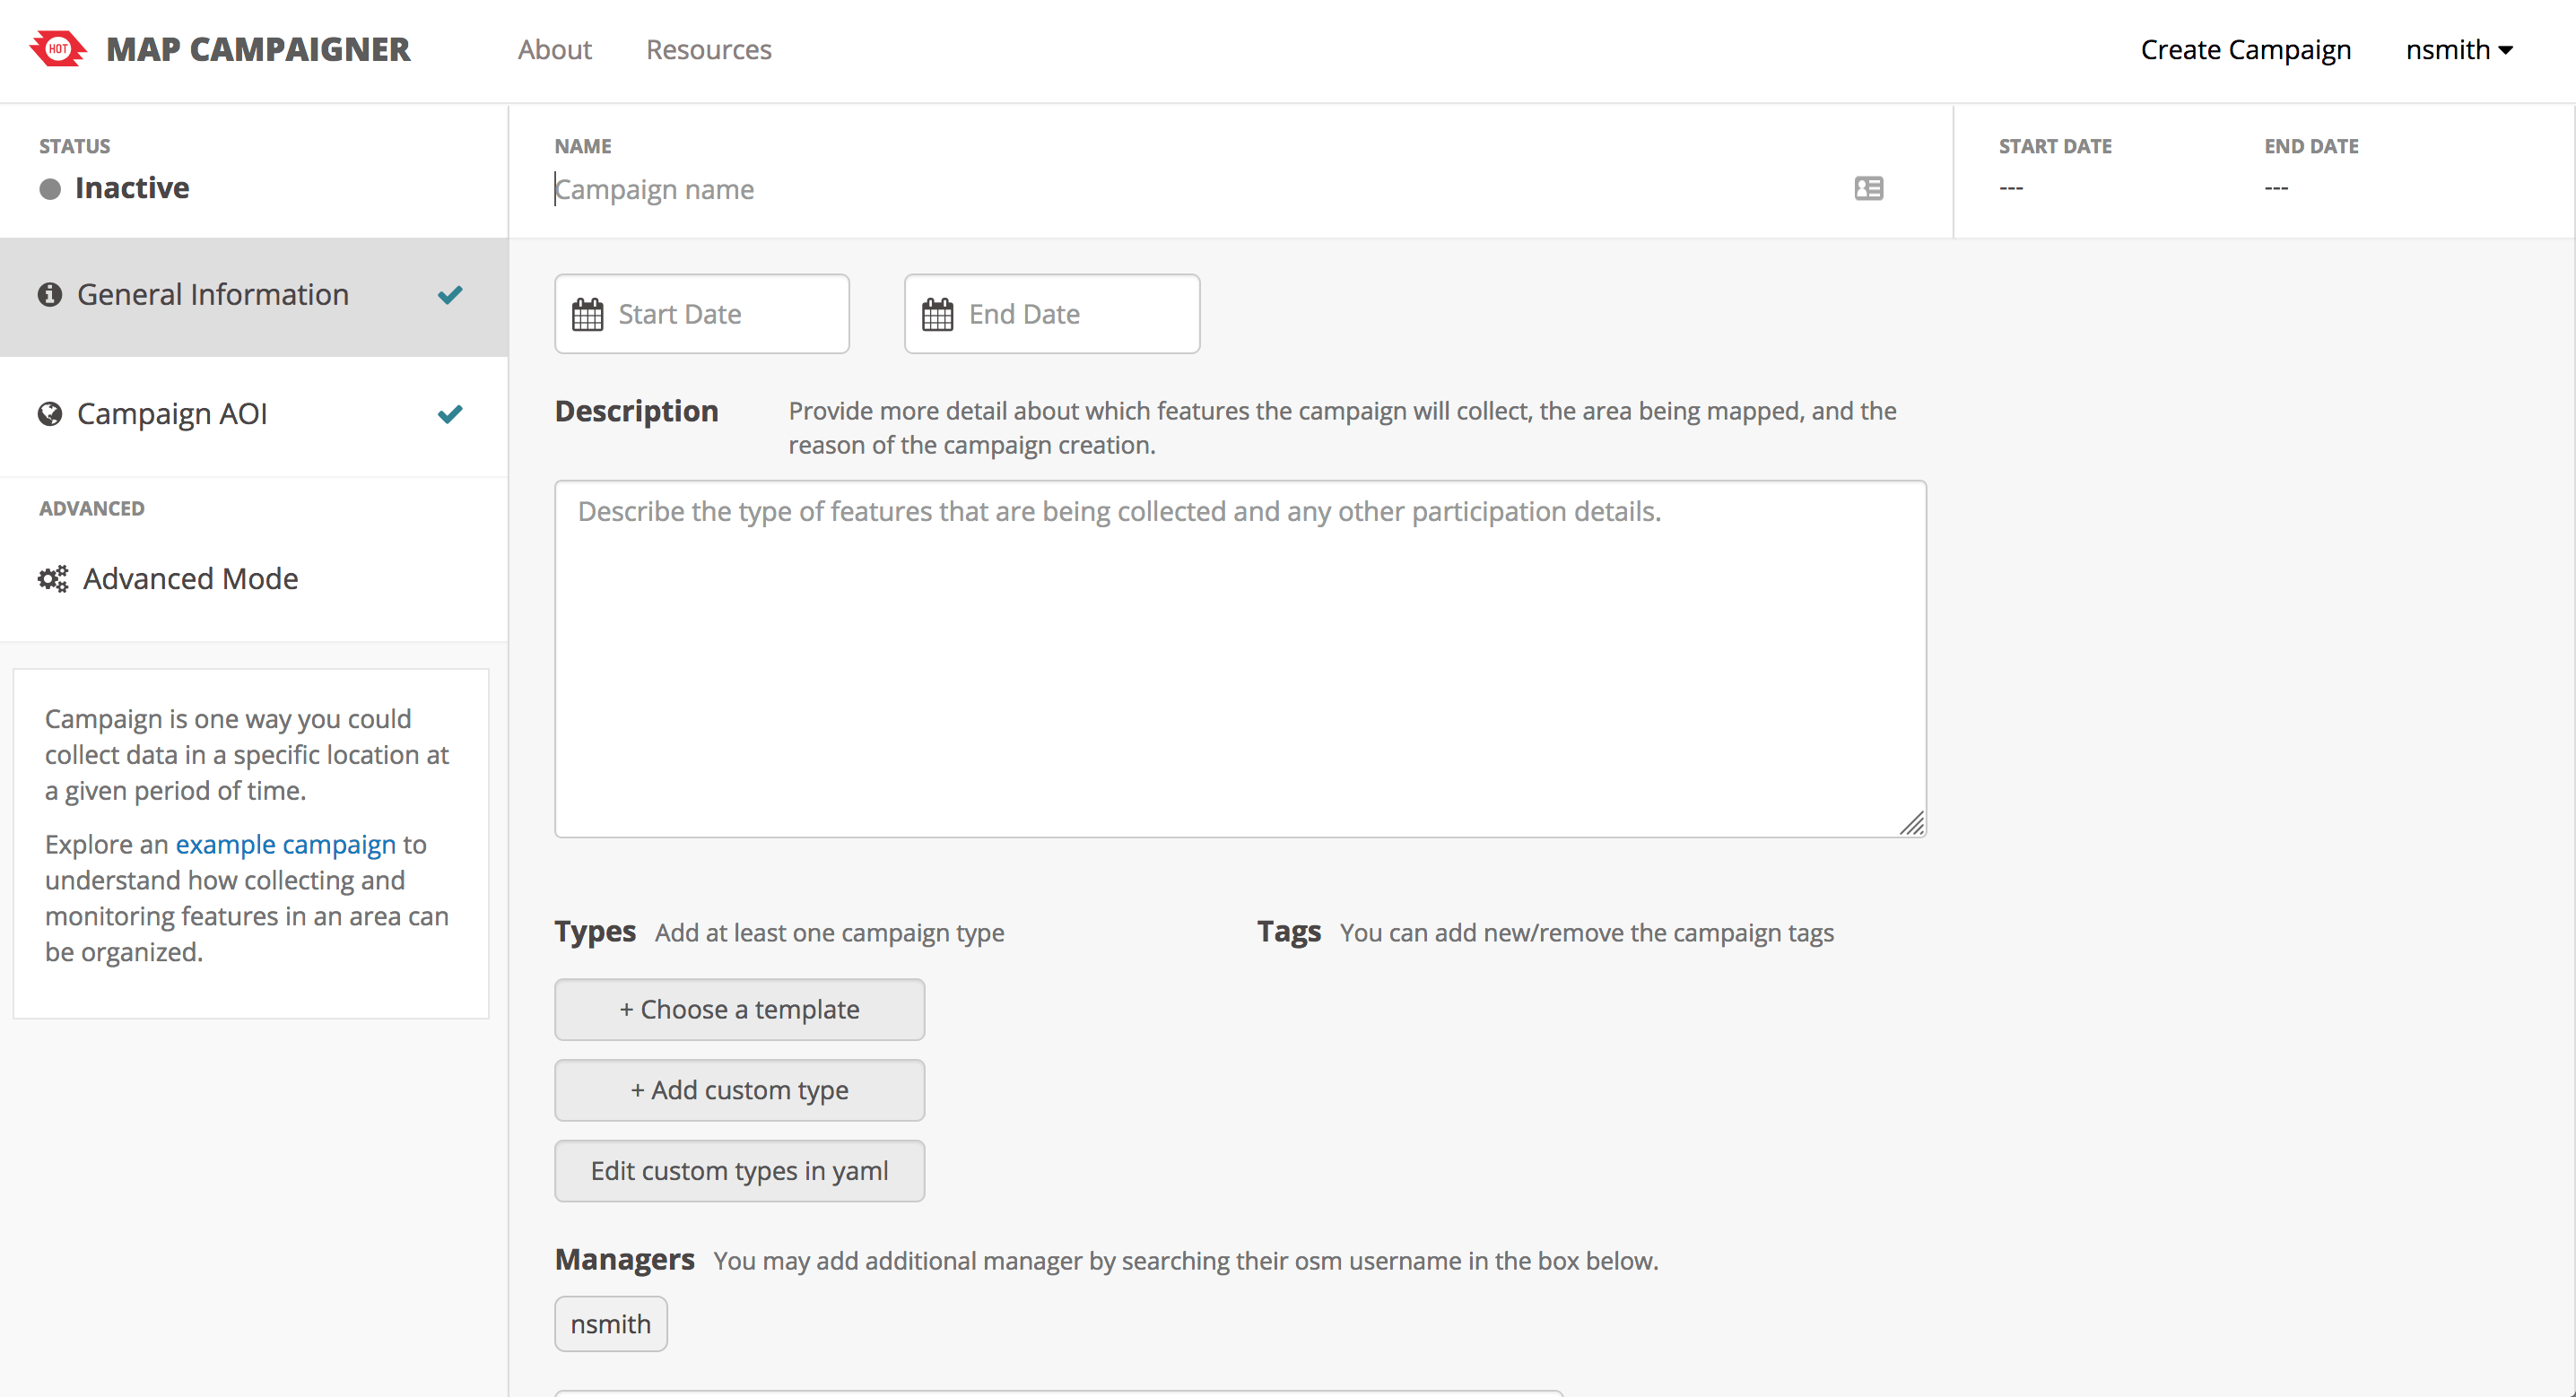 HOT MAP CAMPAIGNER About Resources Create Campaign nsmith
STATUS
Inactive
General Information
Campaign AOI
ADVANCED
Advanced Mode
Campaign is one way you could
collect data in a specific location at
a given period of time.
Explore an example campaign to
understand how collecting and
monitoring features in an area can
be organized.
NAME
Campaign name
START DATE END DATE
--- ---
Start Date End Date
Description Provide more detail about which features the campaign will collect, the area being mapped, and the
reason of the campaign creation.
Describe the type of features that are being collected and any other participation details.
Types Add at least one campaign type
+ Choose a template
+ Add custom type
Edit custom types in yaml
Tags You can add new/remove the campaign tags
Managers You may add additional manager by searching their osm username in the box below.
nsmith